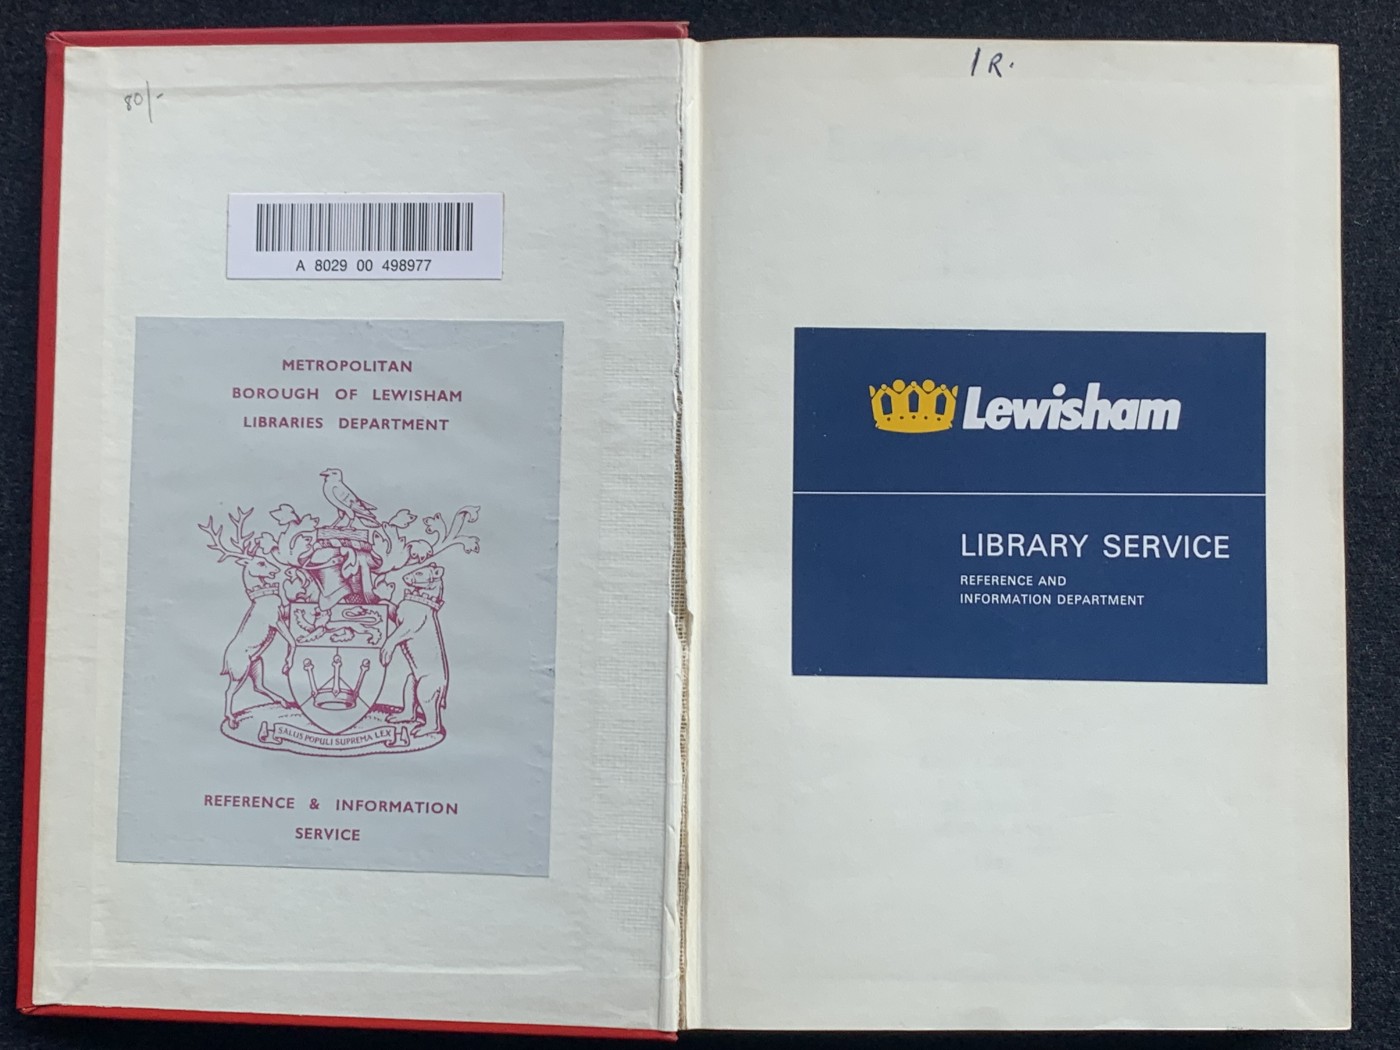 80/-
A 8029 00 498977
METROPOLITAN
BOROUGH OF LEWISHAM
LIBRARIES DEPARTMENT
SALUS POPULI SUPREMA LEX
REFERENCE & INFORMATION
SERVICE
1 R.
Lewisham
LIBRARY SERVICE
REFERENCE AND
INFORMATION DEPARTMENT